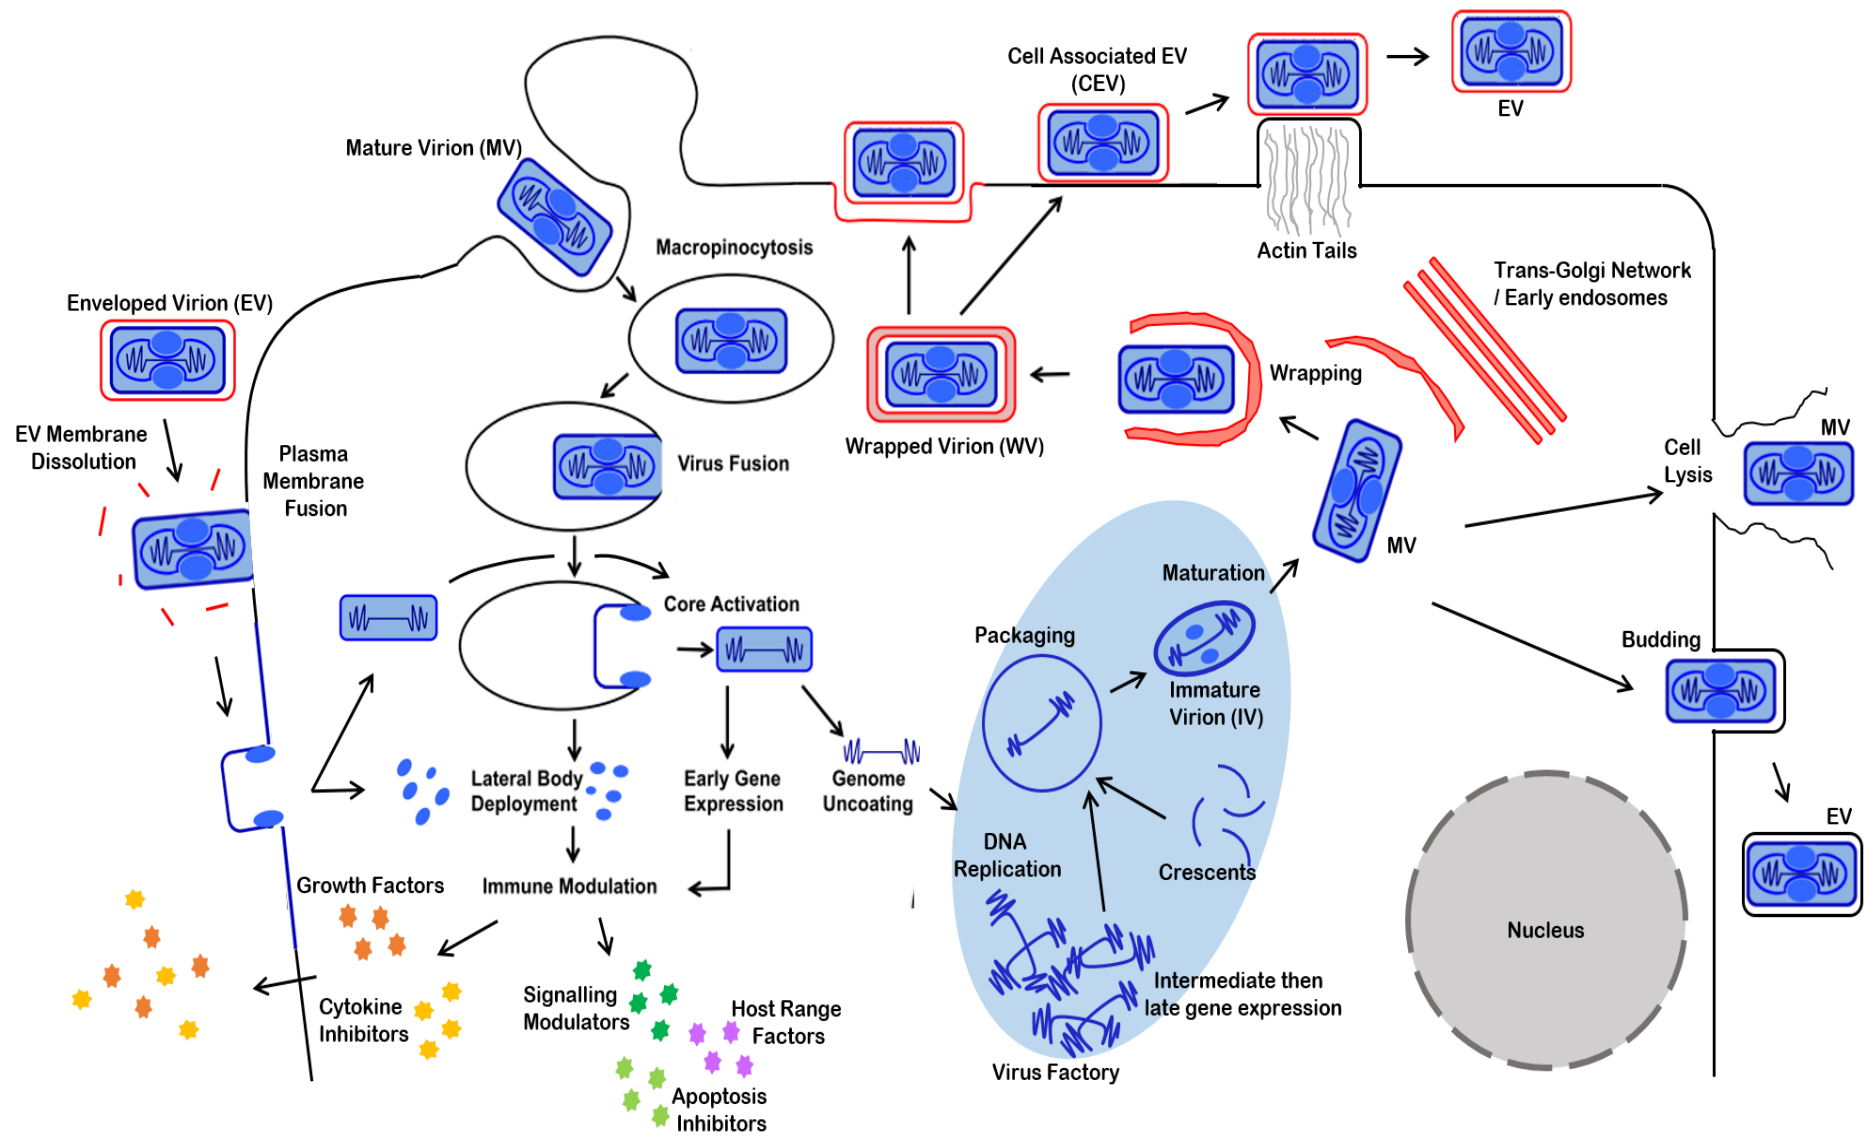 Cell Associated EV
(CEV)
EV
Mature Virion (MV)
Macropinocytosis
Actin Tails
Trans-Golgi Network
/ Early endosomes
Enveloped Virion (EV)
EV Membrane
Dissolution
Plasma
Membrane
Fusion
Virus Fusion
Wrapped Virion (WV)
Wrapping
MV
Cell
Lysis
MV
Core Activation
Maturation
Packaging
Immature
Virion (IV)
Budding
Lateral Body
Deployment
Early Gene
Expression
Genome
Uncoating
DNA
Replication
Crescents
EV
Growth Factors
Immune Modulation
Nucleus
Cytokine
Inhibitors
Signalling
Modulators
Host Range
Factors
Intermediate then
late gene expression
Virus Factory
Apoptosis
Inhibitors